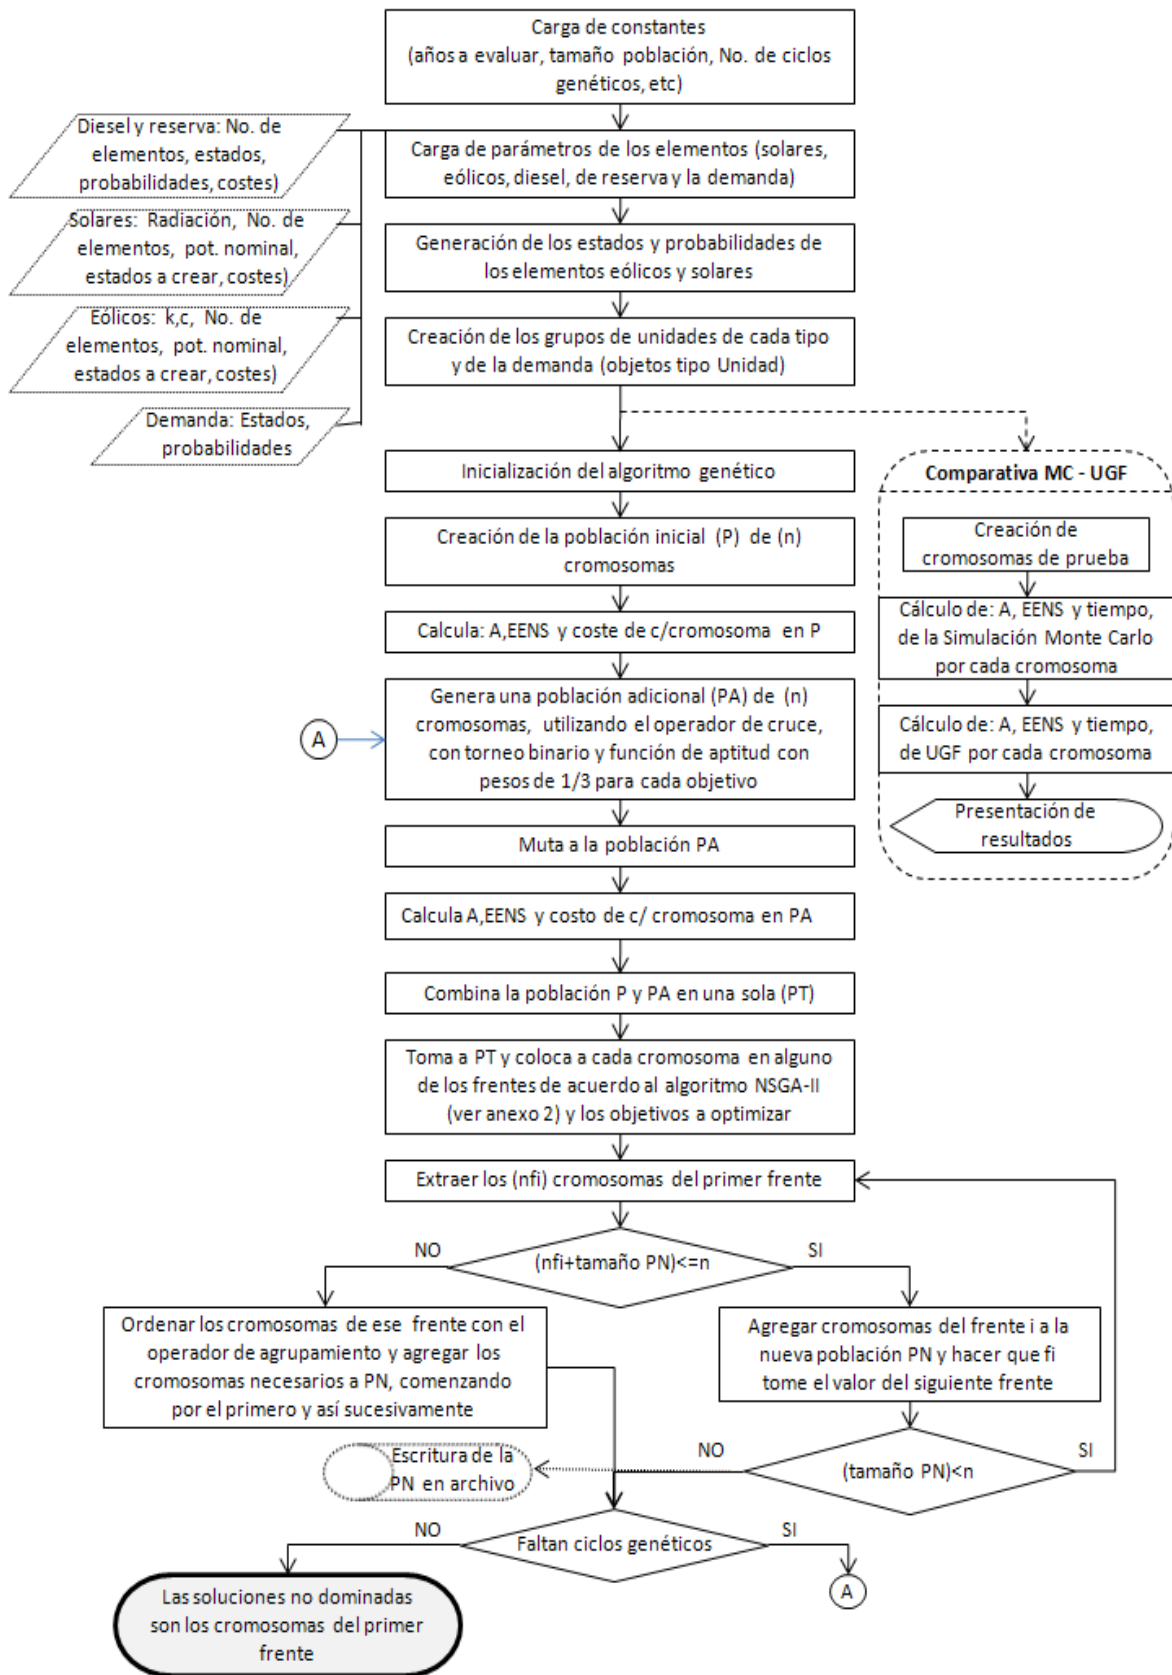 Carga de constantes
(años a evaluar, tamaño población, No. de ciclos
genéticos, etc)
Diesel y reserva: No. de
elementos, estados,
probabilidades, costes)
Carga de parámetros de los elementos (solares,
eólicos, diesel, de reserva y la demanda)
Solares: Radiación, No. de
elementos, pot. nominal,
estados a crear, costes)
Generación de los estados y probabilidades de
los elementos eólicos y solares
Eólicos: k,c, No. de
elementos, pot. nominal,
estados a crear, costes)
Creación de los grupos de unidades de cada tipo
y de la demanda (objetos tipo Unidad)
Demanda: Estados,
probabilidades
Inicialización del algoritmo genético
Comparativa MC - UGF
Creación de la población inicial (P) de (n)
cromosomas
Creación de
cromosomas de prueba
Calcula: A,EENS y coste de c/cromosoma en P
Cálculo de: A, EENS y tiempo,
de la Simulación Monte Carlo
por cada cromosoma
A
Genera una población adicional (PA) de (n)
cromosomas, utilizando el operador de cruce,
con torneo binario y función de aptitud con
pesos de 1/3 para cada objetivo
Cálculo de: A, EENS y tiempo,
de UGF por cada cromosoma
Presentación de
resultados
Muta a la población PA
Calcula A,EENS y costo de c/ cromosoma en PA
Combina la población P y PA en una sola (PT)
Toma a PT y coloca a cada cromosoma en alguno
de los frentes de acuerdo al algoritmo NSGA-II
(ver anexo 2) y los objetivos a optimizar
Extraer los (nfi) cromosomas del primer frente
NO
(nfi+tamaño PN)<=n
SI
Ordenar los cromosomas de ese frente con el
operador de agrupamiento y agregar los
cromosomas necesarios a PN, comenzando
por el primero y así sucesivamente
Agregar cromosomas del frente i a la
nueva población PN y hacer que fi
tome el valor del siguiente frente
Escritura de la
PN en archivo
NO
(tamaño PN)<n
SI
NO
Faltan ciclos genéticos
SI
A
Las soluciones no dominadas
son los cromosomas del primer
frente